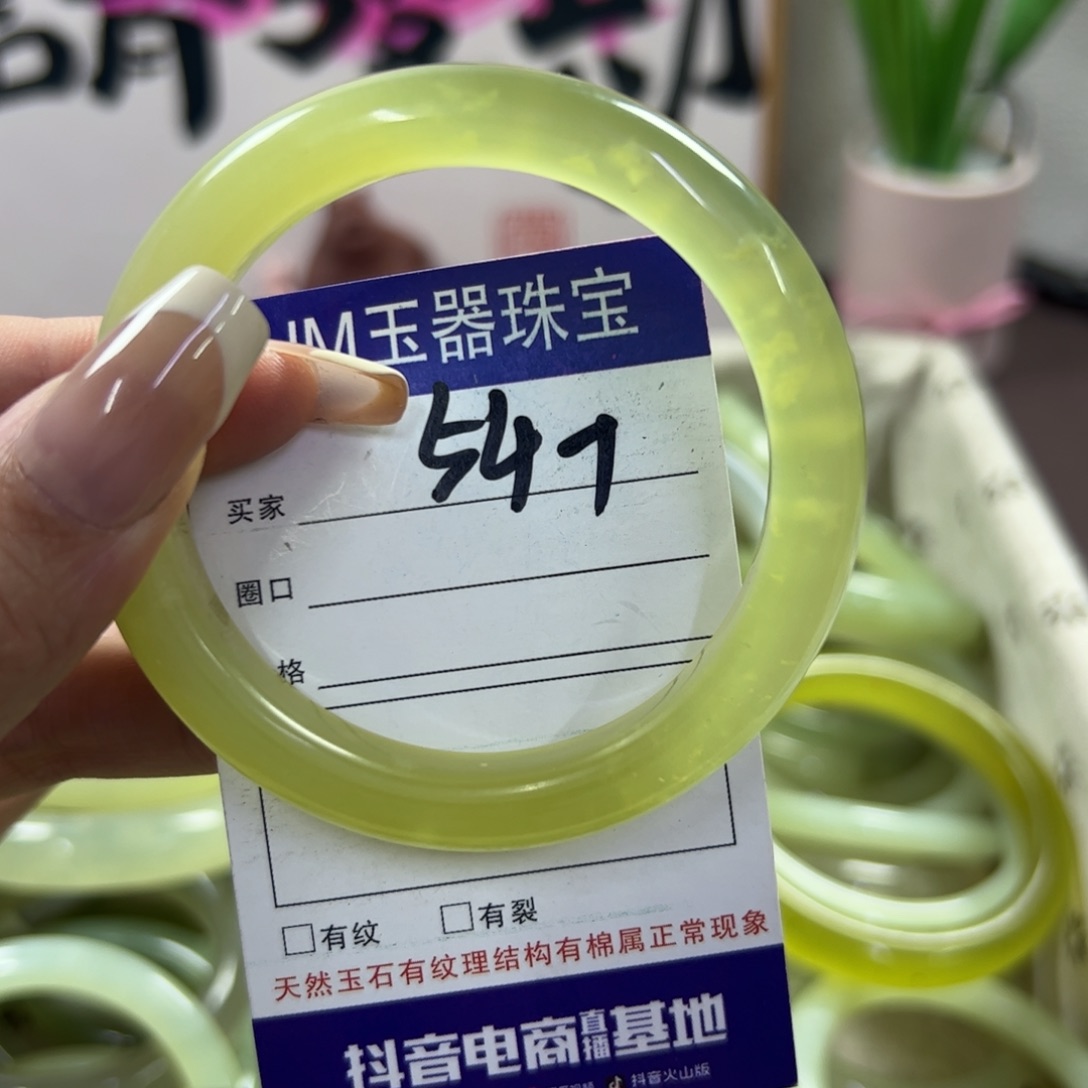 JM玉器珠宝
541
买家
圈口
格
有纹 有裂
天然玉石有纹理结构有棉属正常现象
抖音电商直播基地
抖音火山版